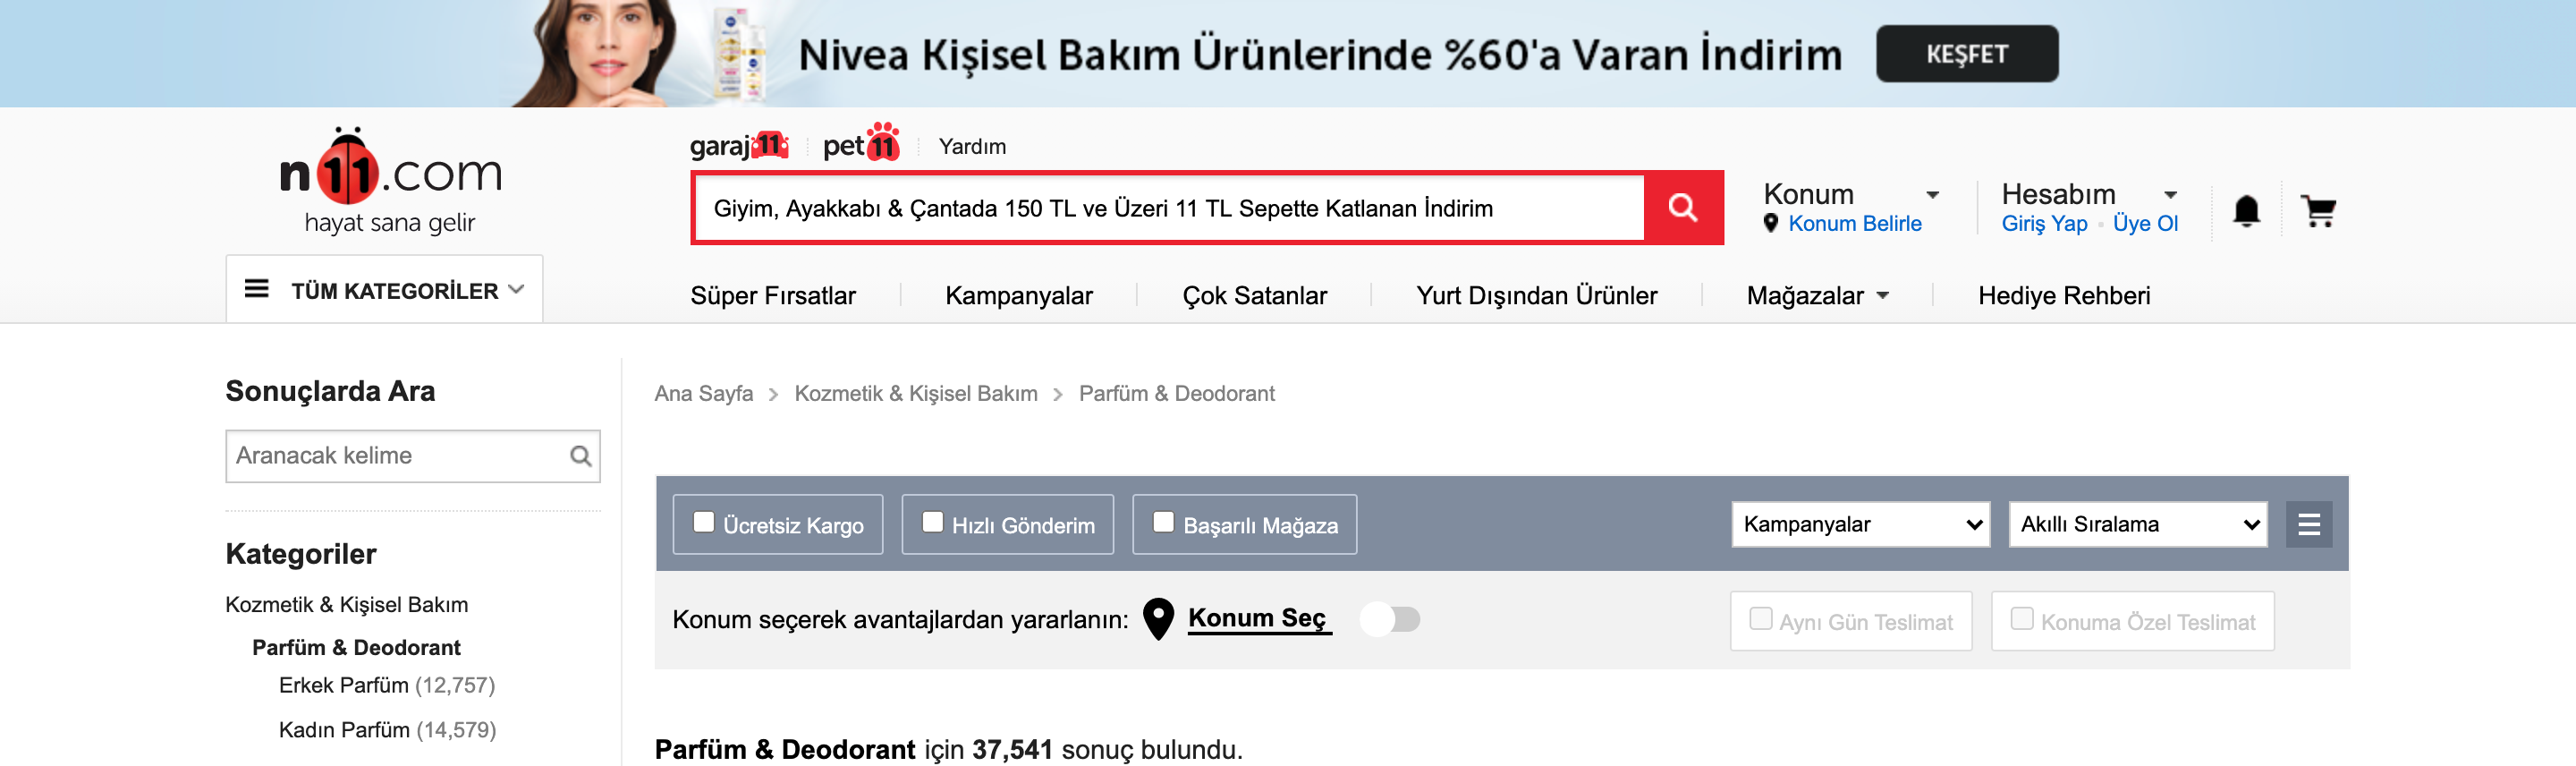 Nivea Kişisel Bakım Ürünlerinde %60'a Varan İndirim KEŞFET
garaj11 pet11 Yardım
n11.com
hayat sana gelir
Giyim, Ayakkabı & Çantada 150 TL ve Üzeri 11 TL Sepette Katlanan İndirim
Konum
Konum Belirle
Hesabım
Giriş Yap Üye Ol
TÜM KATEGORİLER
Süper Fırsatlar Kampanyalar Çok Satanlar Yurt Dışından Ürünler Mağazalar Hediye Rehberi
Sonuçlarda Ara
Aranacak kelime
Kategoriler
Kozmetik & Kişisel Bakım
Parfüm & Deodorant
Erkek Parfüm (12,757)
Kadın Parfüm (14,579)
Ana Sayfa > Kozmetik & Kişisel Bakım > Parfüm & Deodorant
Ücretsiz Kargo Hızlı Gönderim Başarılı Mağaza Kampanyalar Akıllı Sıralama
Konum seçerek avantajlardan yararlanın: Konum Seç Aynı Gün Teslimat Konuma Özel Teslimat
Parfüm & Deodorant için 37,541 sonuç bulundu.